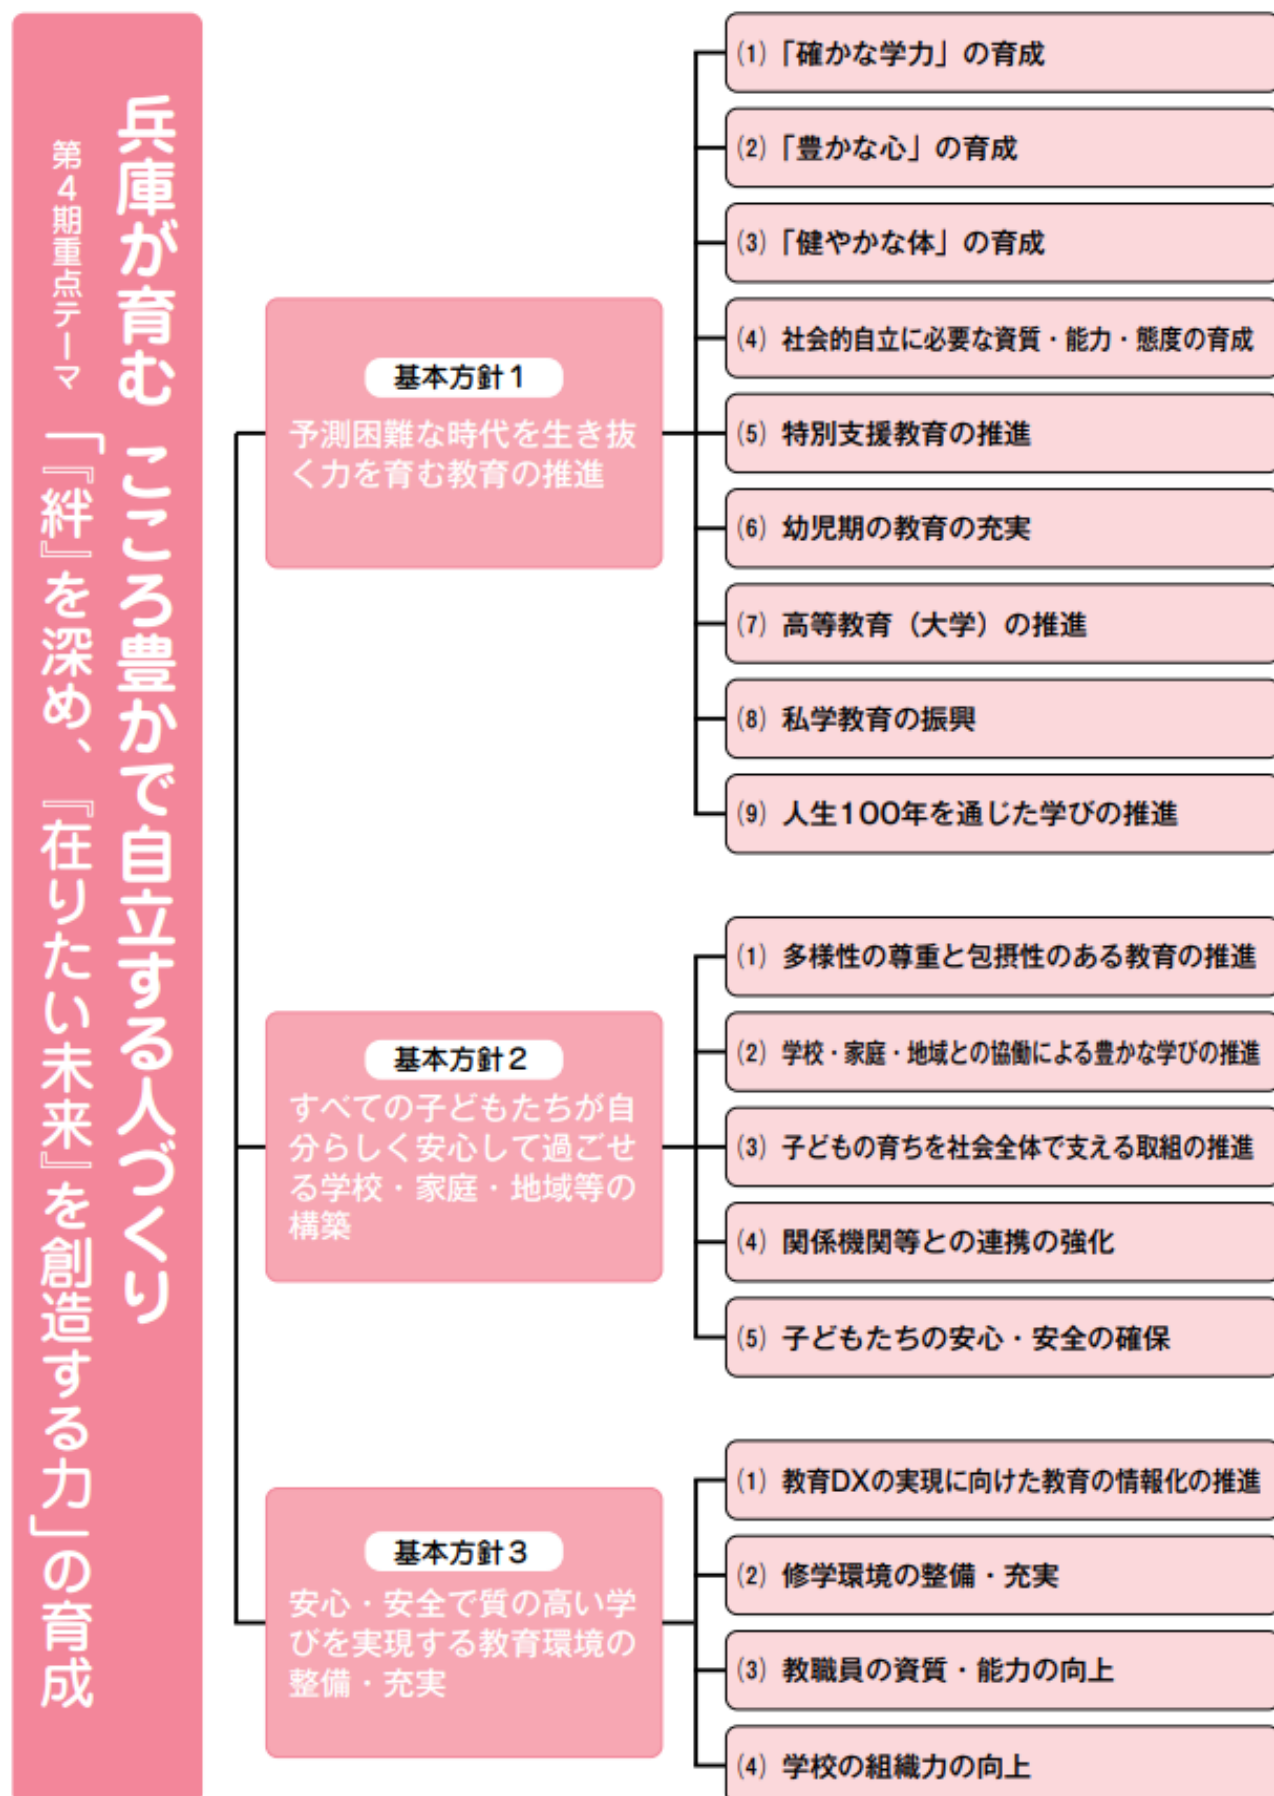 兵庫が育む こころ豊かで自立する人づくり
第4期重点テーマ 「『絆』を深め、『在りたい未来』を創造する力」の育成
基本方針1
予測困難な時代を生き抜
く力を育む教育の推進
(1)「確かな学力」の育成
(2)「豊かな心」の育成
(3)「健やかな体」の育成
(4) 社会的自立に必要な資質・能力・態度の育成
(5) 特別支援教育の推進
(6) 幼児期の教育の充実
(7) 高等教育(大学)の推進
(8) 私学教育の振興
(9) 人生100年を通じた学びの推進
基本方針2
すべての子どもたちが自
分らしく安心して過ごせ
る学校・家庭・地域等の
構築
(1) 多様性の尊重と包摂性のある教育の推進
(2) 学校・家庭・地域との協働による豊かな学びの推進
(3) 子どもの育ちを社会全体で支える取組の推進
(4) 関係機関等との連携の強化
(5) 子どもたちの安心・安全の確保
基本方針3
安心・安全で質の高い学
びを実現する教育環境の
整備・充実
(1) 教育DXの実現に向けた教育の情報化の推進
(2) 修学環境の整備・充実
(3) 教職員の資質・能力の向上
(4) 学校の組織力の向上